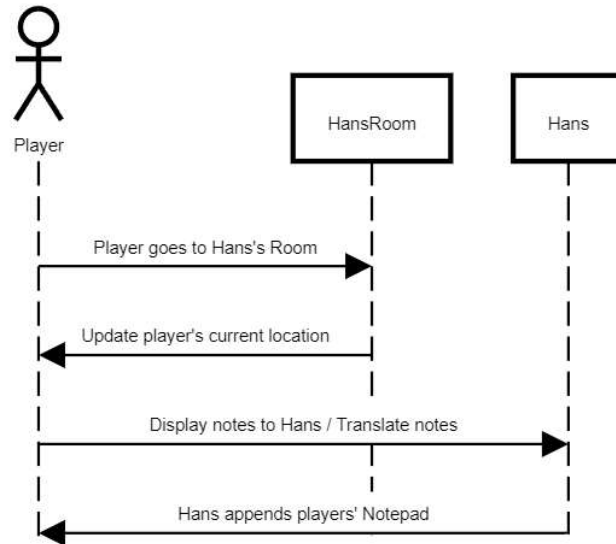 Player
HansRoom
Hans
Player goes to Hans's Room
Update player's current location
Display notes to Hans / Translate notes
Hans appends players' Notepad